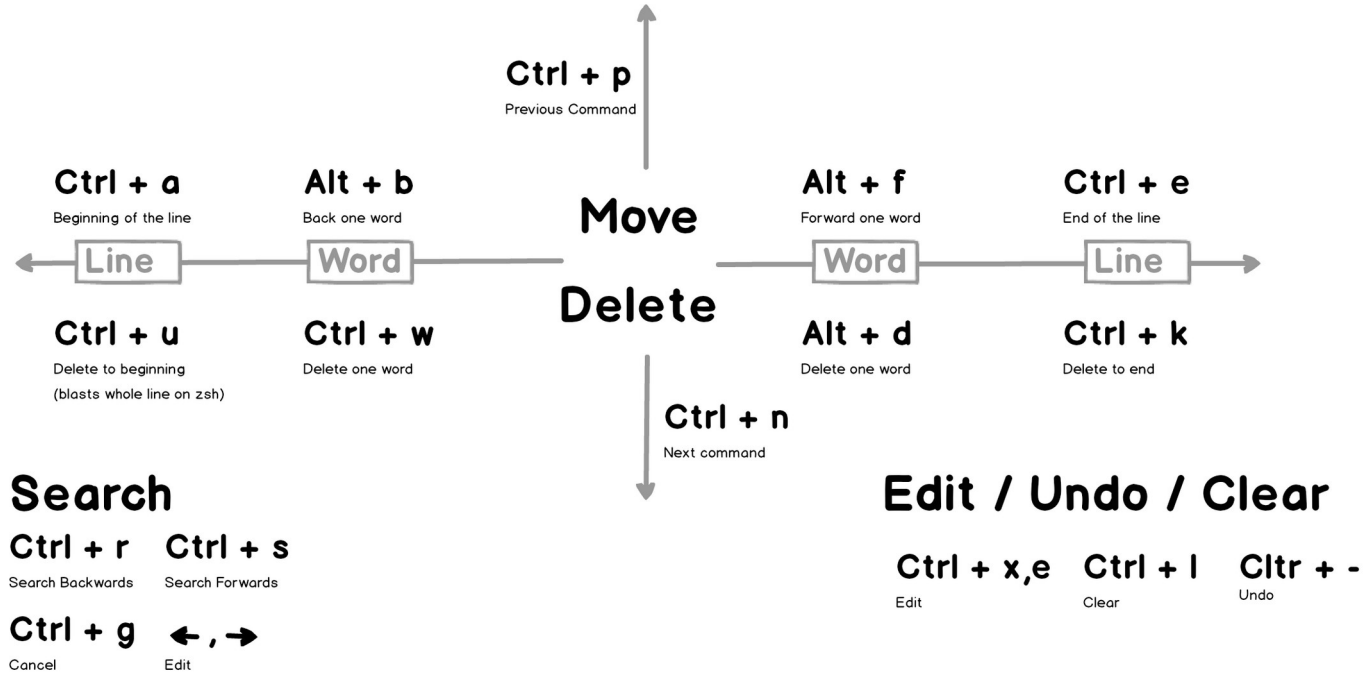 Ctrl + p
Previous Command
Ctrl + a
Beginning of the line
Alt + b
Back one word
Move
Alt + f
Forward one word
Ctrl + e
End of the line
Line
Word
Word
Line
Delete
Ctrl + u
Delete to beginning
(blasts whole line on zsh)
Ctrl + w
Delete one word
Alt + d
Delete one word
Ctrl + k
Delete to end
Ctrl + n
Next command
Search
Ctrl + r
Search Backwards
Ctrl + s
Search Forwards
Ctrl + g
Cancel
←,→
Edit
Edit / Undo / Clear
Ctrl + x,e
Edit
Ctrl + l
Clear
Cltr + -
Undo